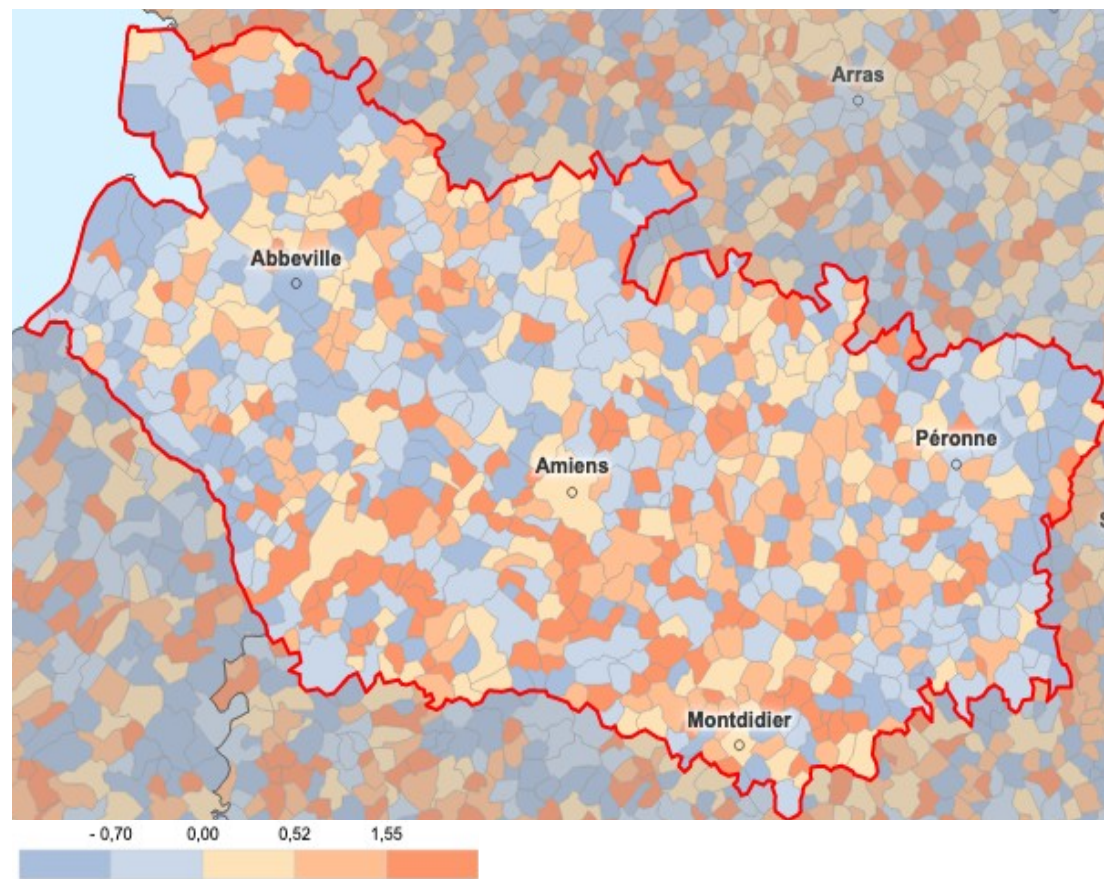 Arras
Abbeville
Péronne
Amiens
S
Montdidier
- 0,70 0,00 0,52 1,55